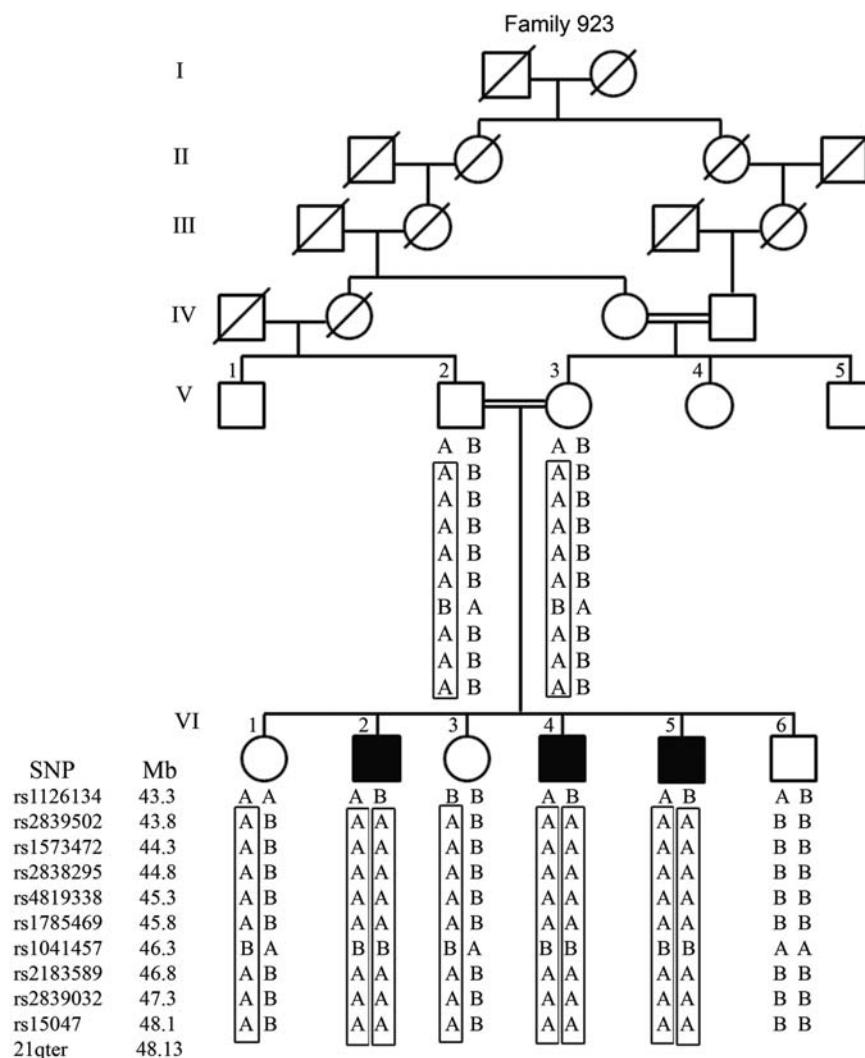 Family 923
I
II
III
IV
V 1 2 3 4 5
A B A B
A B A B
A B A B
A B A B
A B A B
A B A B
B A B A
A B A B
A B A B
A B A B
VI 1 2 3 4 5 6
SNP Mb
rs1126134 43.3 A A A B B B A B A B A B
rs2839502 43.8 A B A A A B A A A A B B
rs1573472 44.3 A B A A A B A A A A B B
rs2838295 44.8 A B A A A B A A A A B B
rs4819338 45.3 A B A A A B A A A A B B
rs1785469 45.8 A B A A A B A A A A B B
rs1041457 46.3 B A B B B A B B B B A A
rs2183589 46.8 A B A A A B A A A A B B
rs2839032 47.3 A B A A A B A A A A B B
rs15047 48.1 A B A A A B A A A A B B
21qter 48.13